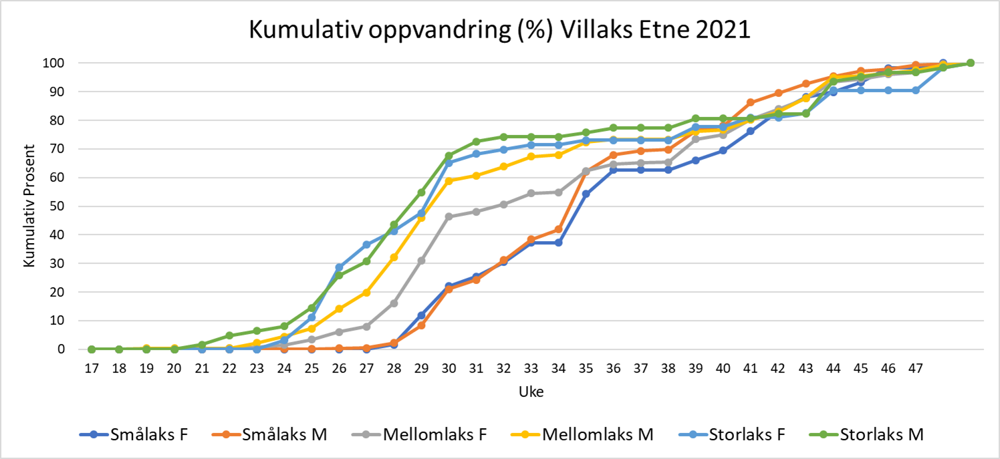 Kumulativ oppvandring (%) Villaks Etne 2021
100
90
80
70
60
50
40
30
20
10
0
Kumulativ Prosent
17 18 19 20 21 22 23 24 25 26 27 28 29 30 31 32 33 34 35 36 37 38 39 40 41 42 43 44 45 46 47
Uke
Smålaks F Smålaks M Mellomlaks F Mellomlaks M Storlaks F Storlaks M